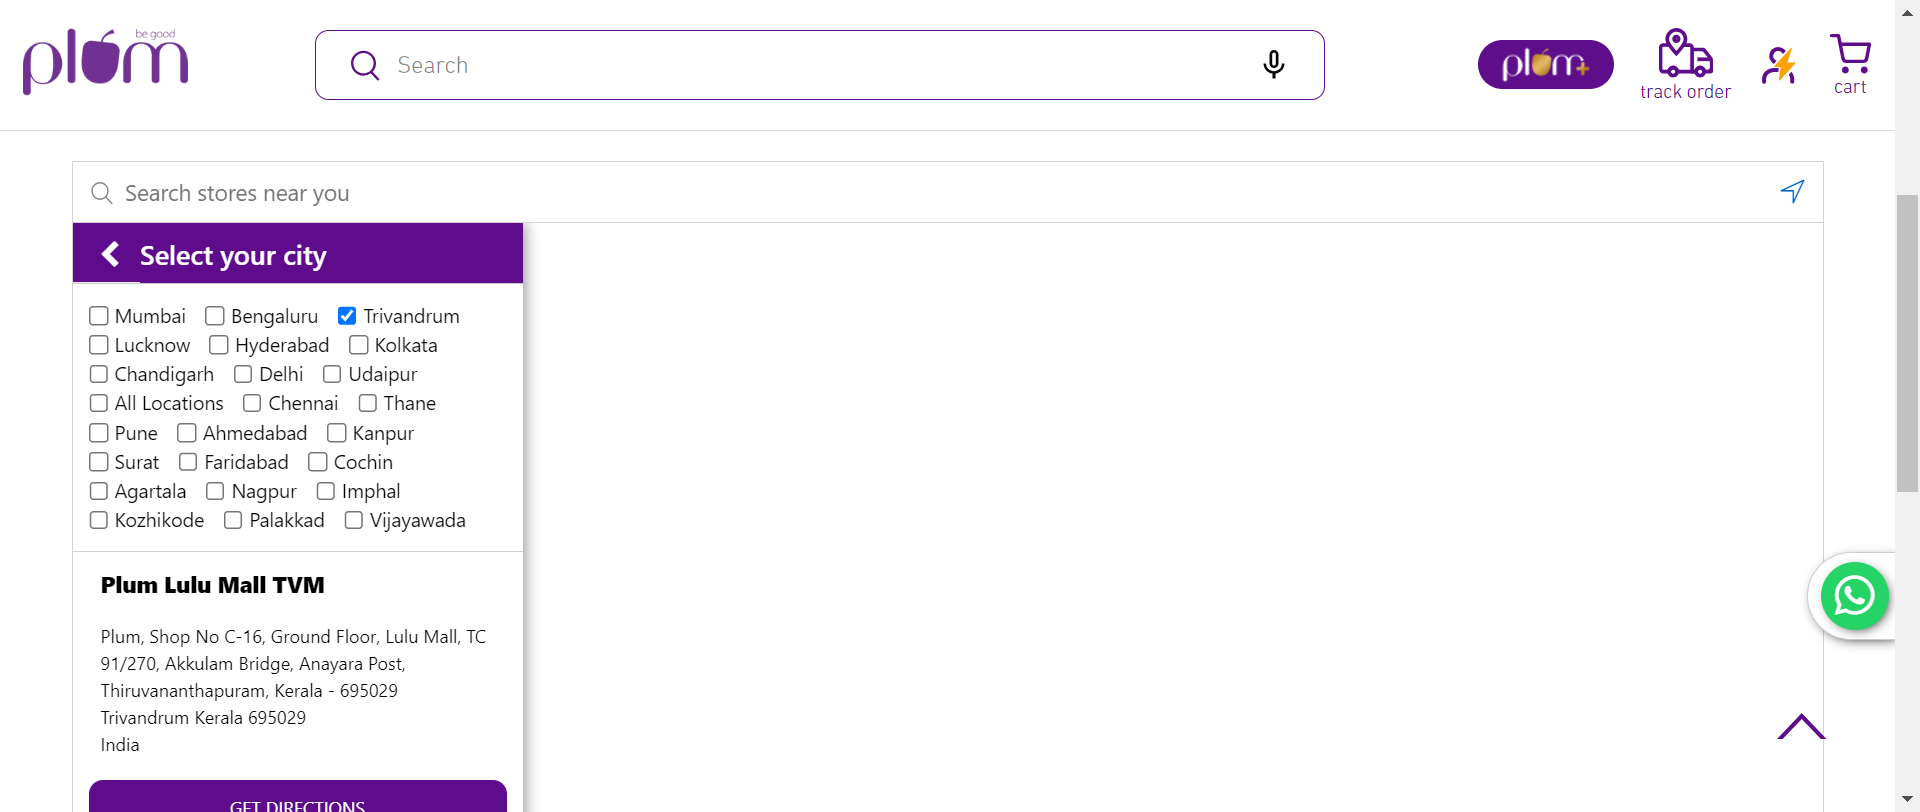 be good
plum
Search
plum+
track order
cart
Search stores near you
Select your city
Mumbai Bengaluru Trivandrum
Lucknow Hyderabad Kolkata
Chandigarh Delhi Udaipur
All Locations Chennai Thane
Pune Ahmedabad Kanpur
Surat Faridabad Cochin
Agartala Nagpur Imphal
Kozhikode Palakkad Vijayawada
Plum Lulu Mall TVM
Plum, Shop No C-16, Ground Floor, Lulu Mall, TC
91/270, Akkulam Bridge, Anayara Post,
Thiruvananthapuram, Kerala - 695029
Trivandrum Kerala 695029
India
GET DIRECTIONS